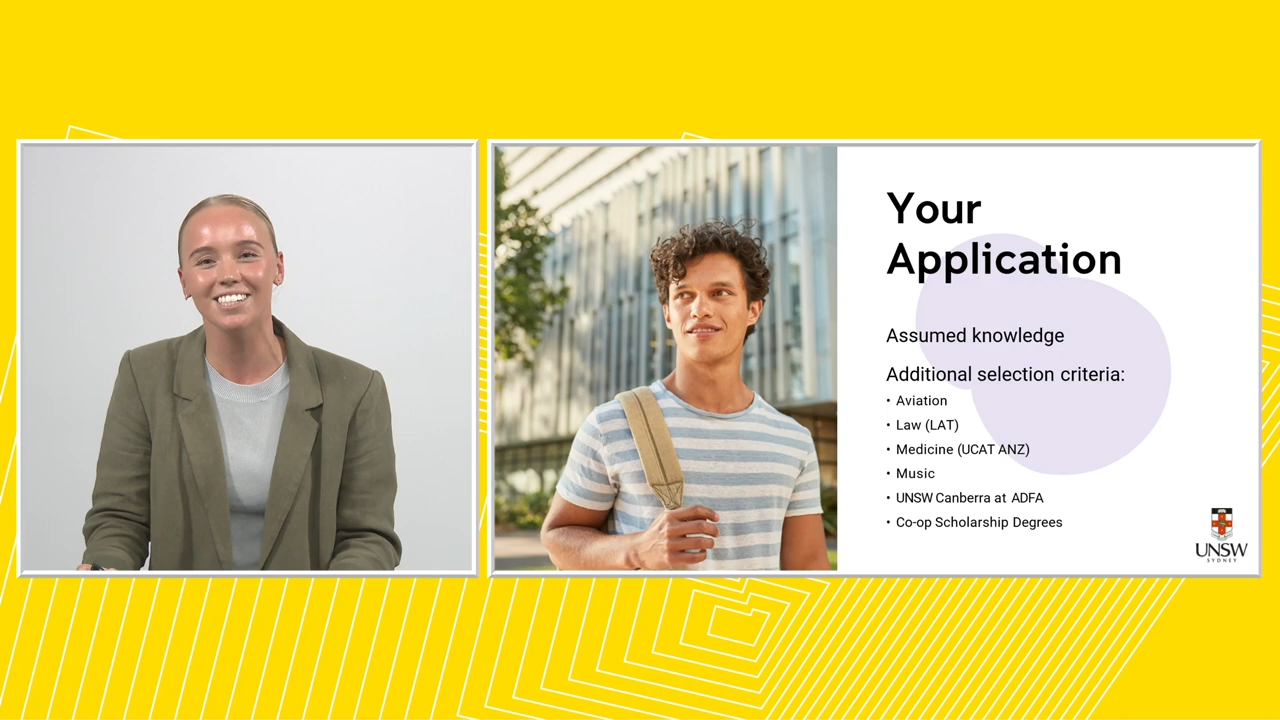 Your
Application
Assumed knowledge
Additional selection criteria:
• Aviation
• Law (LAT)
• Medicine (UCAT ANZ)
• Music
• UNSW Canberra at ADFA
• Co-op Scholarship Degrees
UNSW
SYDNEY